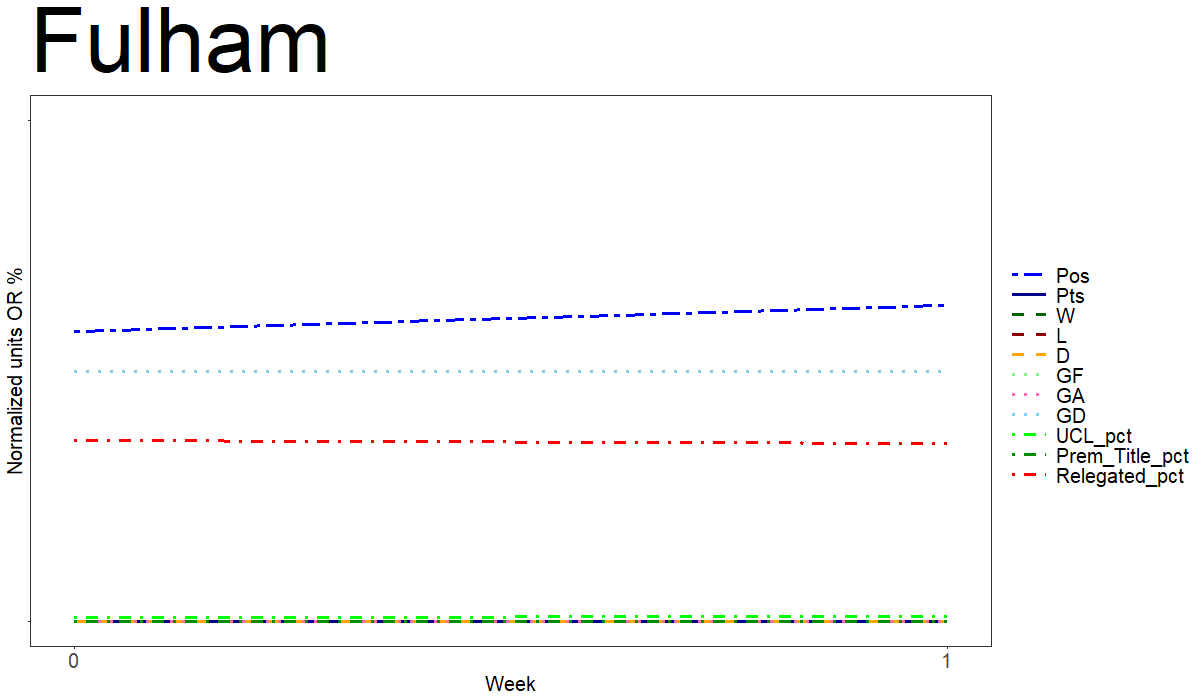 Fulham
Normalized units OR %
0
1
Week
Pos
Pts
W
L
D
GF
GA
GD
UCL_pct
Prem_Title_pct
Relegated_pct